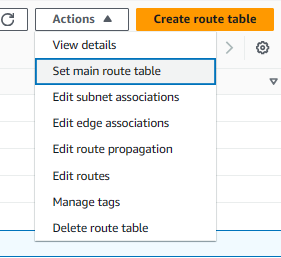 Actions
Create route table
View details
Set main route table
Edit subnet associations
Edit edge associations
Edit route propagation
Edit routes
Manage tags
Delete route table